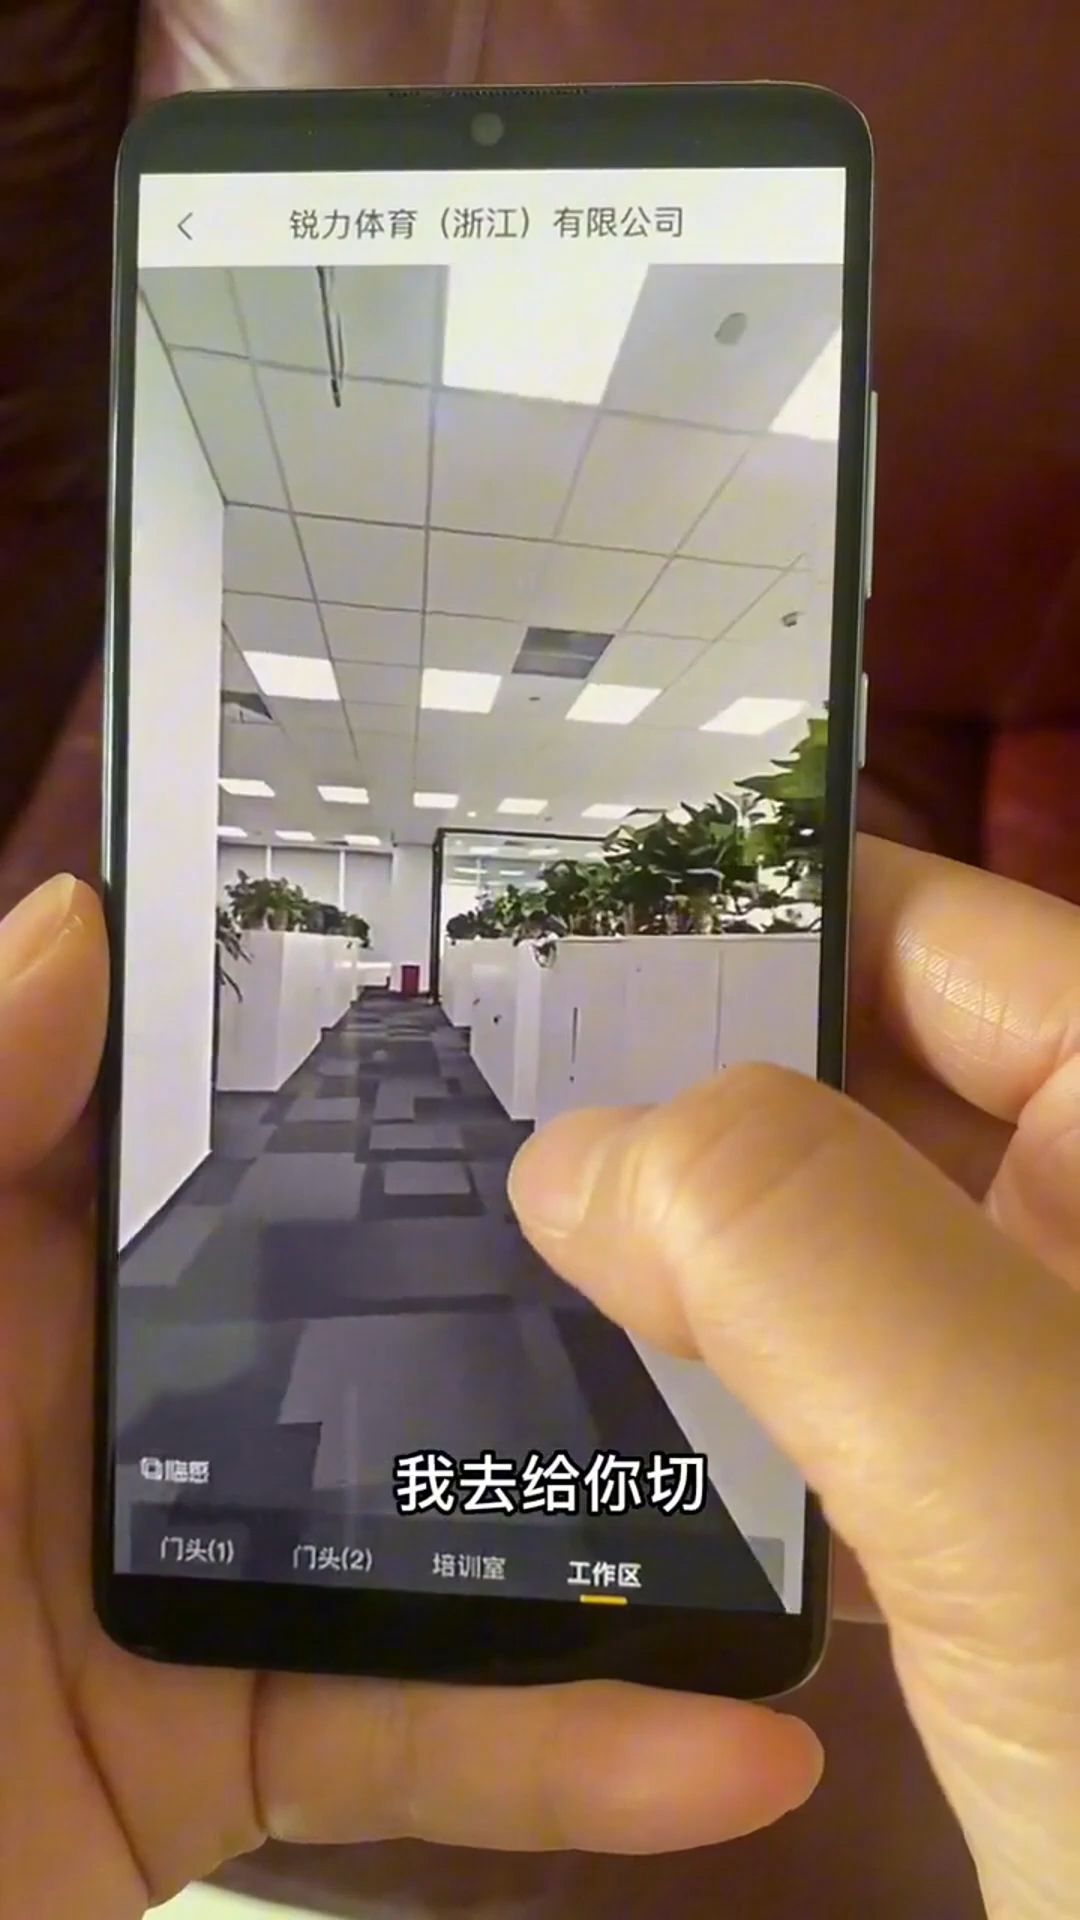 锐力体育（浙江）有限公司
我去给你切
门头(1) 门头(2) 培训室 工作区